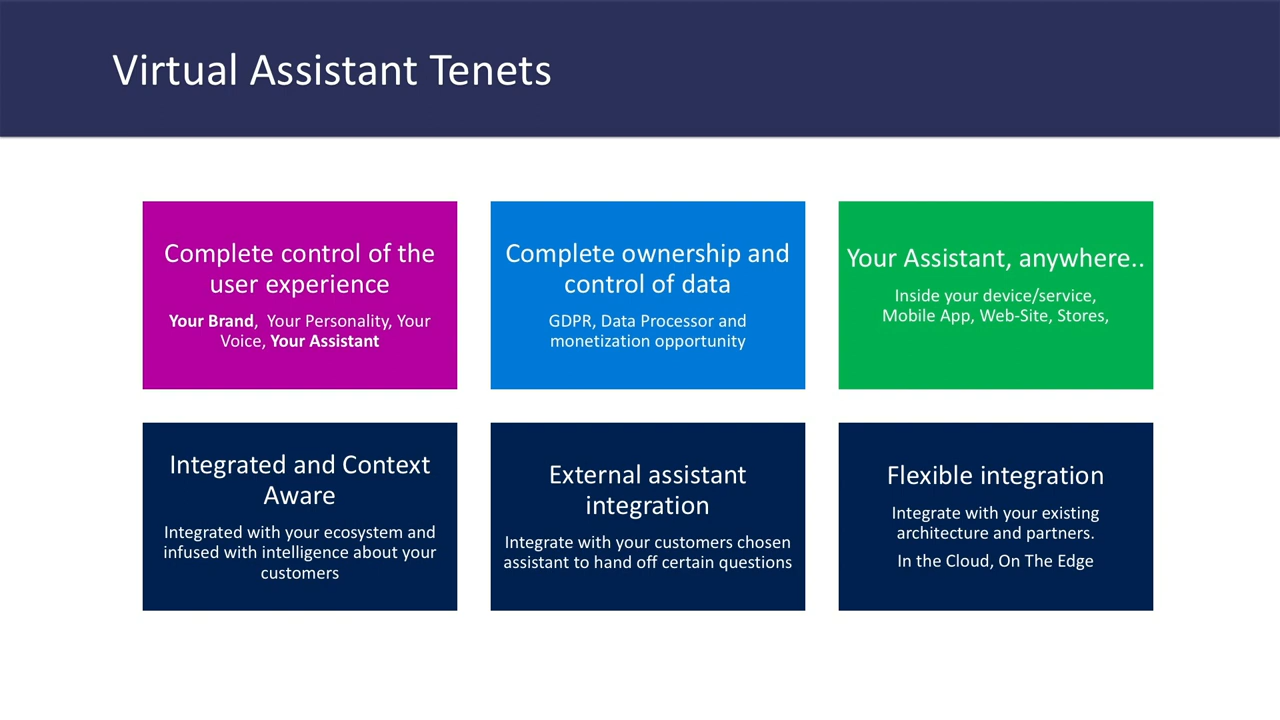 Virtual Assistant Tenets
Complete control of the
user experience
Your Brand,  Your Personality, Your
Voice, Your Assistant
Complete ownership and
control of data
GDPR, Data Processor and
monetization opportunity
Your Assistant, anywhere..
Inside your device/service,
Mobile App, Web-Site, Stores,
Integrated and Context
Aware
Integrated with your ecosystem and
infused with intelligence about your
customers
External assistant
integration
Integrate with your customers chosen
assistant to hand off certain questions
Flexible integration
Integrate with your existing
architecture and partners.
In the Cloud, On The Edge